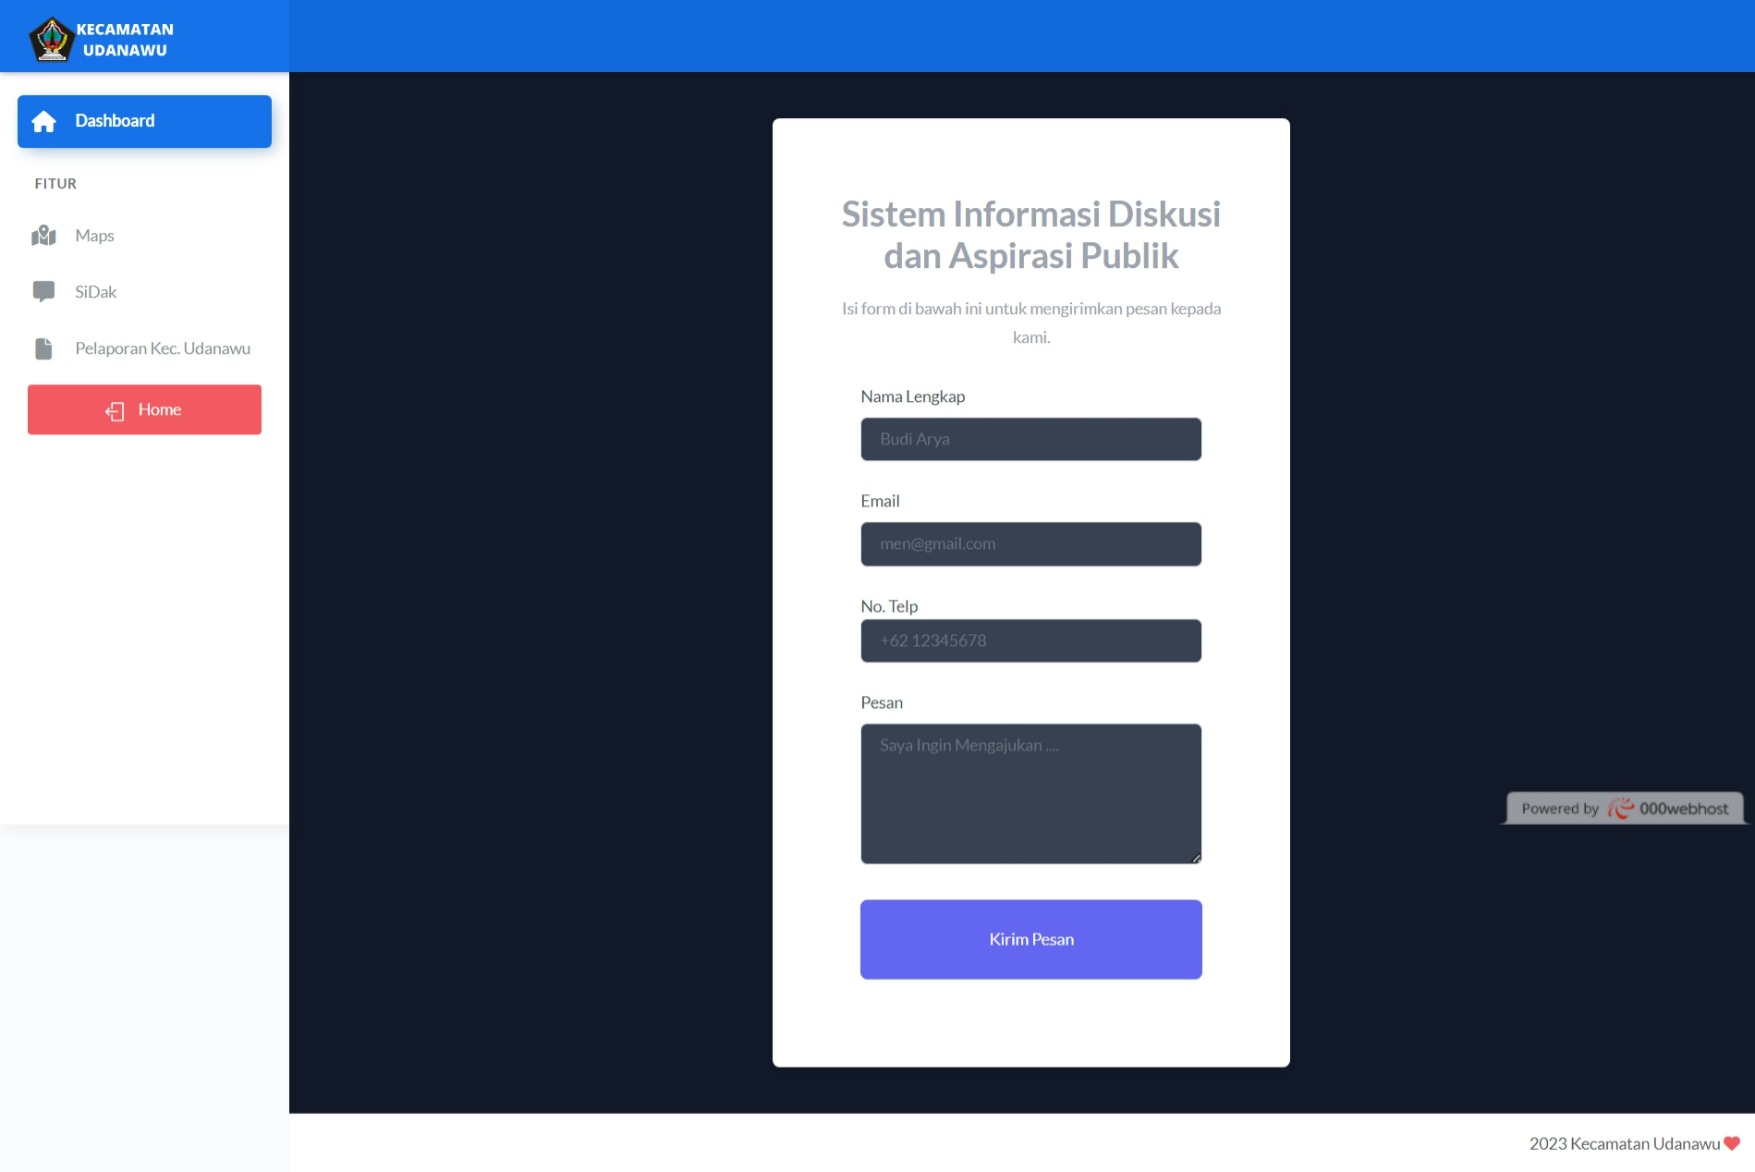 KECAMATAN
UDANAWU
Dashboard
FITUR
Maps
SiDak
Pelaporan Kec. Udanawu
Home
Sistem Informasi Diskusi
dan Aspirasi Publik
Isi form di bawah ini untuk mengirimkan pesan kepada
kami.
Nama Lengkap
Budi Arya
Email
men@gmail.com
No. Telp
+62 12345678
Pesan
Saya Ingin Mengajukan ....
Kirim Pesan
Powered by 000webhost
2023 Kecamatan Udanawu